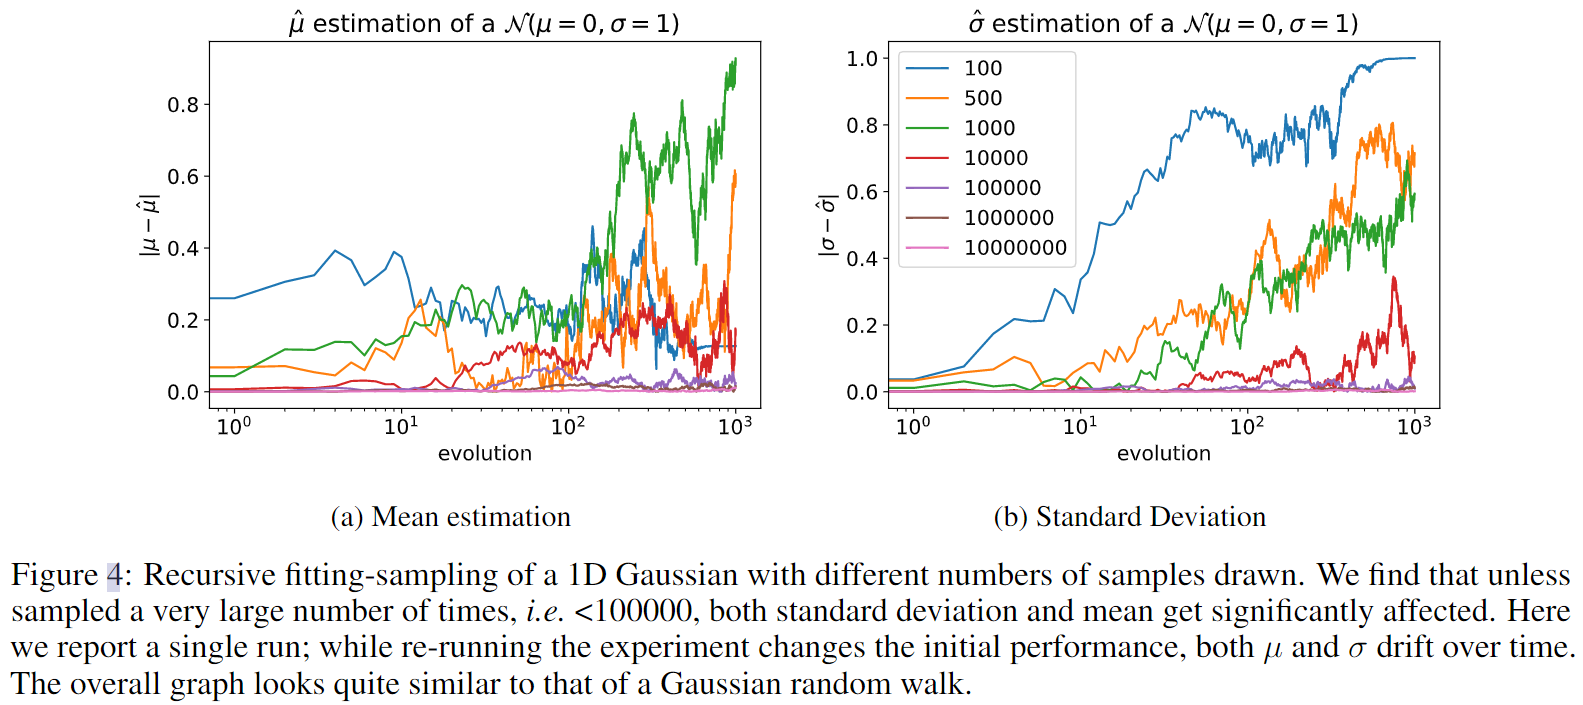 μ̂ estimation of a 𝒩(μ = 0, σ = 1)
|μ − μ̂|
0.8
0.6
0.4
0.2
0.0
10⁰ 10¹ 10² 10³
evolution
(a) Mean estimation
σ̂ estimation of a 𝒩(μ = 0, σ = 1)
|σ − σ̂|
1.0
0.8
0.6
0.4
0.2
0.0
100
500
1000
10000
100000
1000000
10000000
10⁰ 10¹ 10² 10³
evolution
(b) Standard Deviation
Figure 4: Recursive fitting-sampling of a 1D Gaussian with different numbers of samples drawn. We find that unless
sampled a very large number of times, i.e. <100000, both standard deviation and mean get significantly affected. Here
we report a single run; while re-running the experiment changes the initial performance, both μ and σ drift over time.
The overall graph looks quite similar to that of a Gaussian random walk.